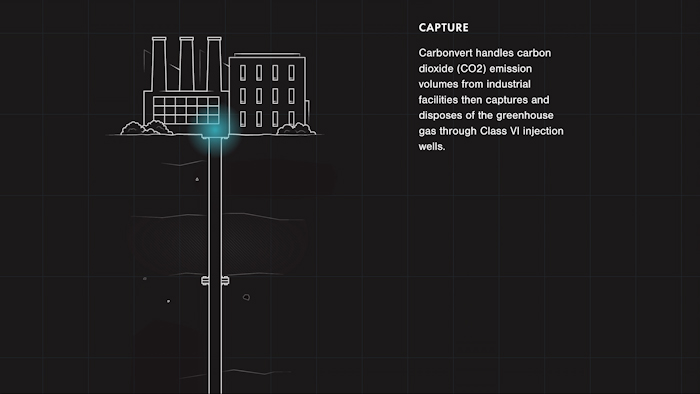 CAPTURE
Carbonvert handles carbon
dioxide (CO2) emission
volumes from industrial
facilities then captures and
disposes of the greenhouse
gas through Class VI injection
wells.